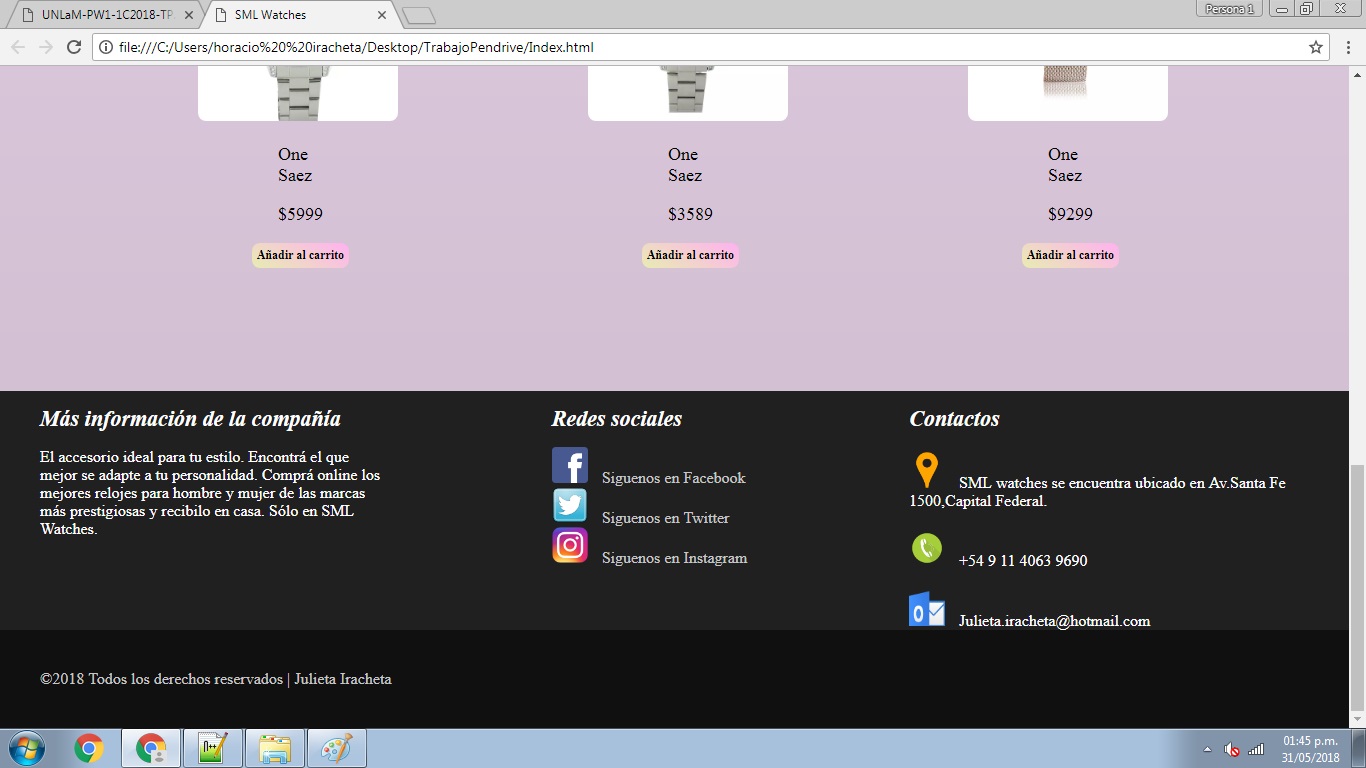 UNLaM-PW1-1C2018-TP
SML Watches
Persona 1
file:///C:/Users/horacio%20%20iracheta/Desktop/TrabajoPendrive/Index.html
One
Saez
$5999
Añadir al carrito
One
Saez
$3589
Añadir al carrito
One
Saez
$9299
Añadir al carrito
Más información de la compañía
El accesorio ideal para tu estilo. Encontrá el que
mejor se adapte a tu personalidad. Comprá online los
mejores relojes para hombre y mujer de las marcas
más prestigiosas y recibilo en casa. Sólo en SML
Watches.
Redes sociales
Siguenos en Facebook
Siguenos en Twitter
Siguenos en Instagram
Contactos
SML watches se encuentra ubicado en Av.Santa Fe
1500,Capital Federal.
+54 9 11 4063 9690
Julieta.iracheta@hotmail.com
©2018 Todos los derechos reservados | Julieta Iracheta
01:45 p.m.
31/05/2018